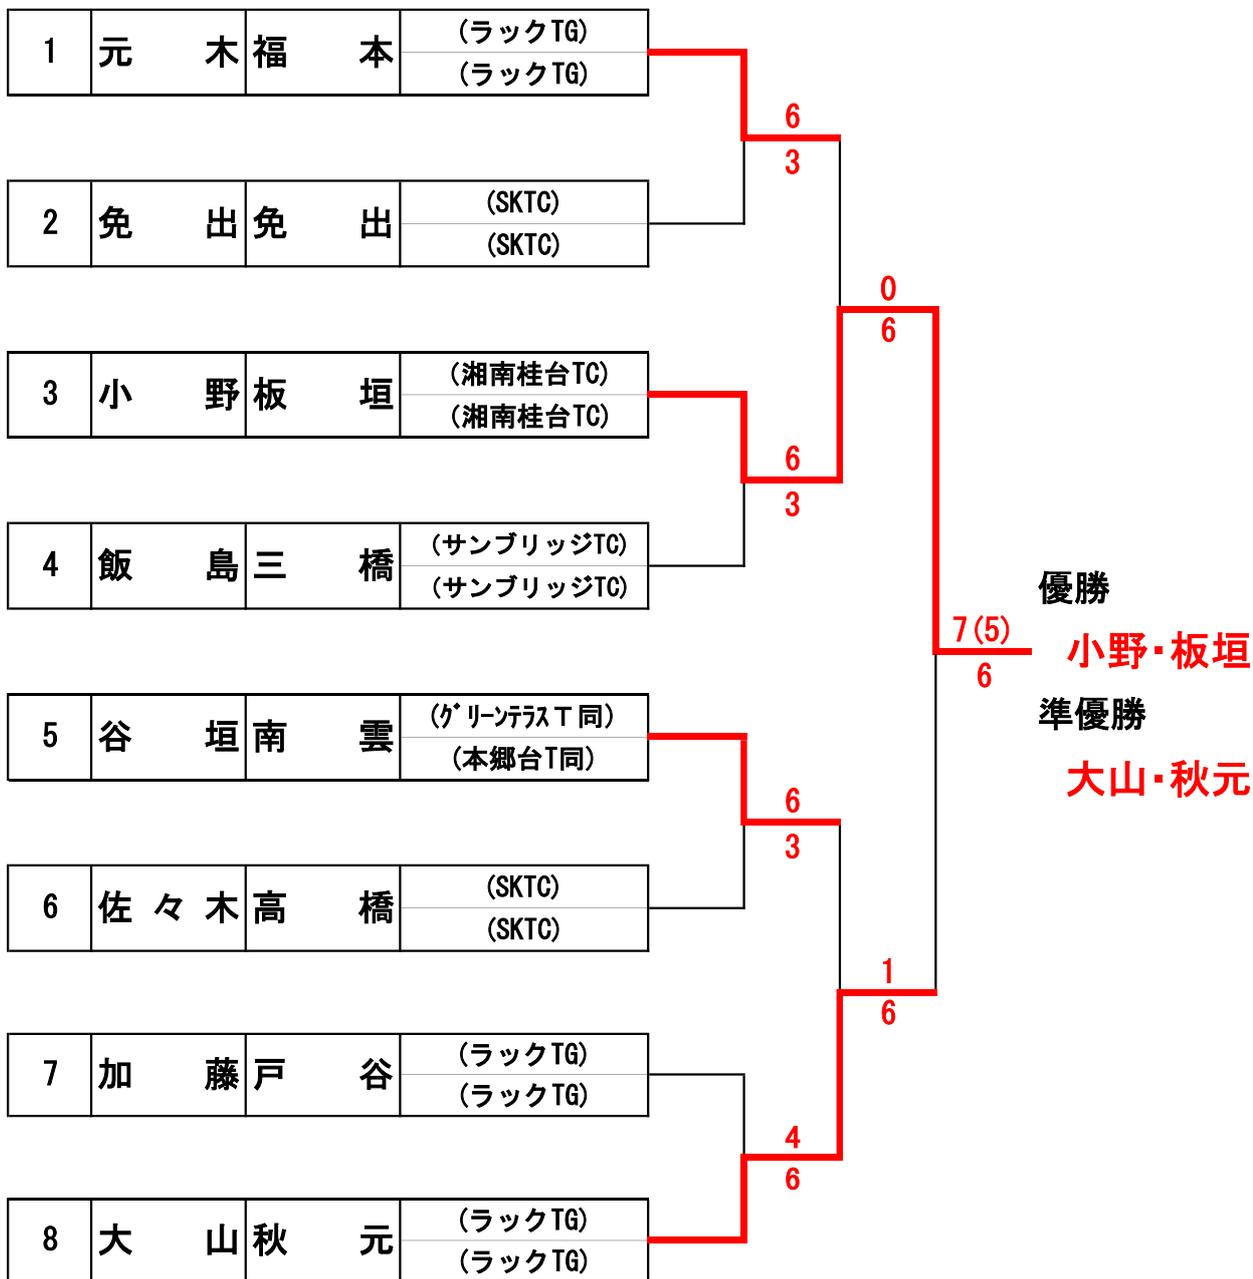 1 元木 福本 (ラックTG)
(ラックTG)
6
3
2 免出 免出 (SKTC)
(SKTC)
0
6
3 小野 板垣 (湘南桂台TC)
(湘南桂台TC)
6
3
4 飯島 三橋 (サンブリッジTC)
(サンブリッジTC)
優勝
7(5)
6
小野・板垣
準優勝
大山・秋元
5 谷垣 南雲 (グリーンテラスT同)
(本郷台T同)
6
3
6 佐々木 高橋 (SKTC)
(SKTC)
1
6
7 加藤 戸谷 (ラックTG)
(ラックTG)
4
6
8 大山 秋元 (ラックTG)
(ラックTG)